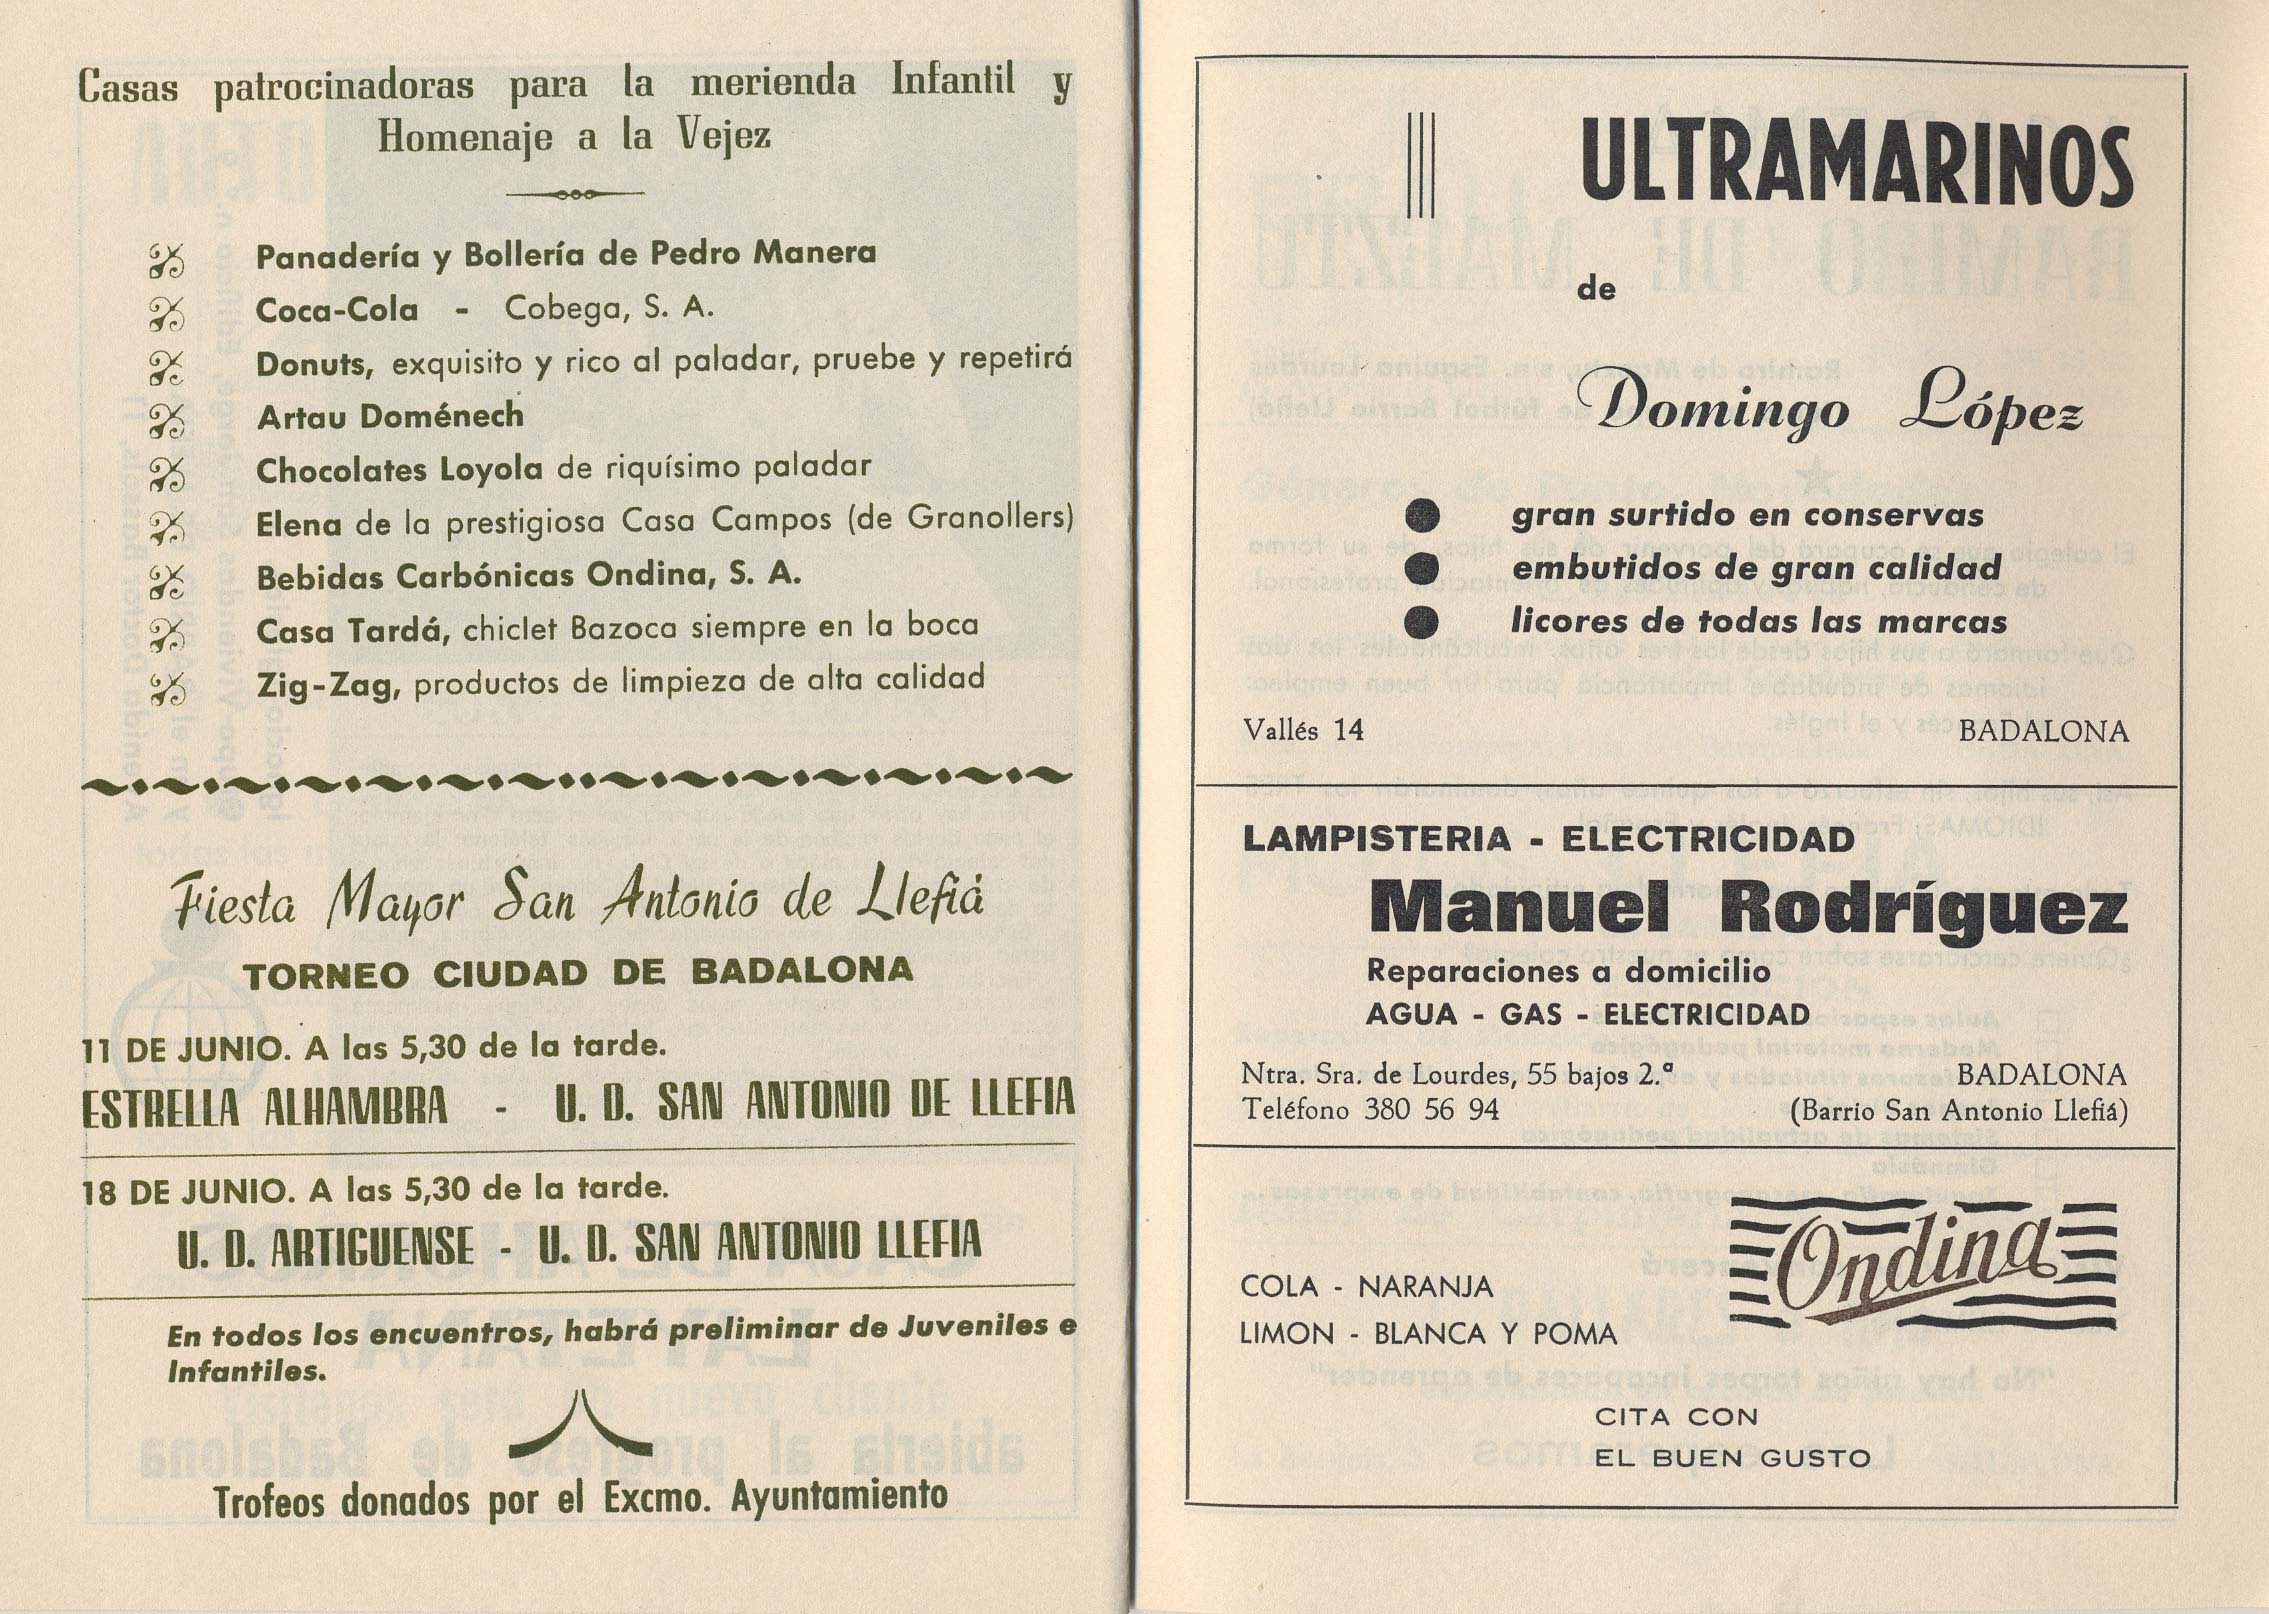 Casas patrocinadoras para la merienda Infantil y
Homenaje a la Vejez
Panadería y Bollería de Pedro Manera
Coca-Cola - Cobega, S. A.
Donuts, exquisito y rico al paladar, pruebe y repetirá
Artau Doménech
Chocolates Loyola de riquísimo paladar
Elena de la prestigiosa Casa Campos (de Granollers)
Bebidas Carbónicas Ondina, S. A.
Casa Tardá, chiclet Bazoca siempre en la boca
Zig-Zag, productos de limpieza de alta calidad
Fiesta Mayor San Antonio de Llefiá
TORNEO CIUDAD DE BADALONA
11 DE JUNIO. A las 5,30 de la tarde.
ESTRELLA ALHAMBRA - U. D. SAN ANTONIO DE LLEFIA
18 DE JUNIO. A las 5,30 de la tarde.
U. D. ARTIGUENSE - U. D. SAN ANTONIO LLEFIA
En todos los encuentros, habrá preliminar de Juveniles e
Infantiles.
Trofeos donados por el Excmo. Ayuntamiento
ULTRAMARINOS
de
Domingo López
gran surtido en conservas
embutidos de gran calidad
licores de todas las marcas
Vallés 14 BADALONA
LAMPISTERIA - ELECTRICIDAD
Manuel Rodríguez
Reparaciones a domicilio
AGUA - GAS - ELECTRICIDAD
Ntra. Sra. de Lourdes, 55 bajos 2.ª BADALONA
Teléfono 380 56 94 (Barrio San Antonio Llefiá)
Ondina
COLA - NARANJA
LIMON - BLANCA Y POMA
CITA CON
EL BUEN GUSTO